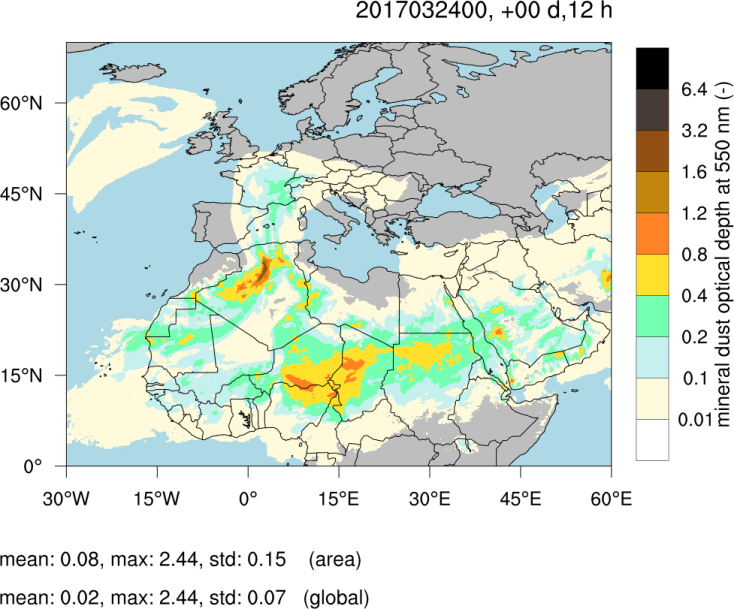 2017032400, +00 d,12 h
60°N
45°N
30°N
15°N
0°
30°W 15°W 0° 15°E 30°E 45°E 60°E
6.4
3.2
1.6
1.2
0.8
0.4
0.2
0.1
0.01
mineral dust optical depth at 550 nm (-)
mean: 0.08, max: 2.44, std: 0.15 (area)
mean: 0.02, max: 2.44, std: 0.07 (global)